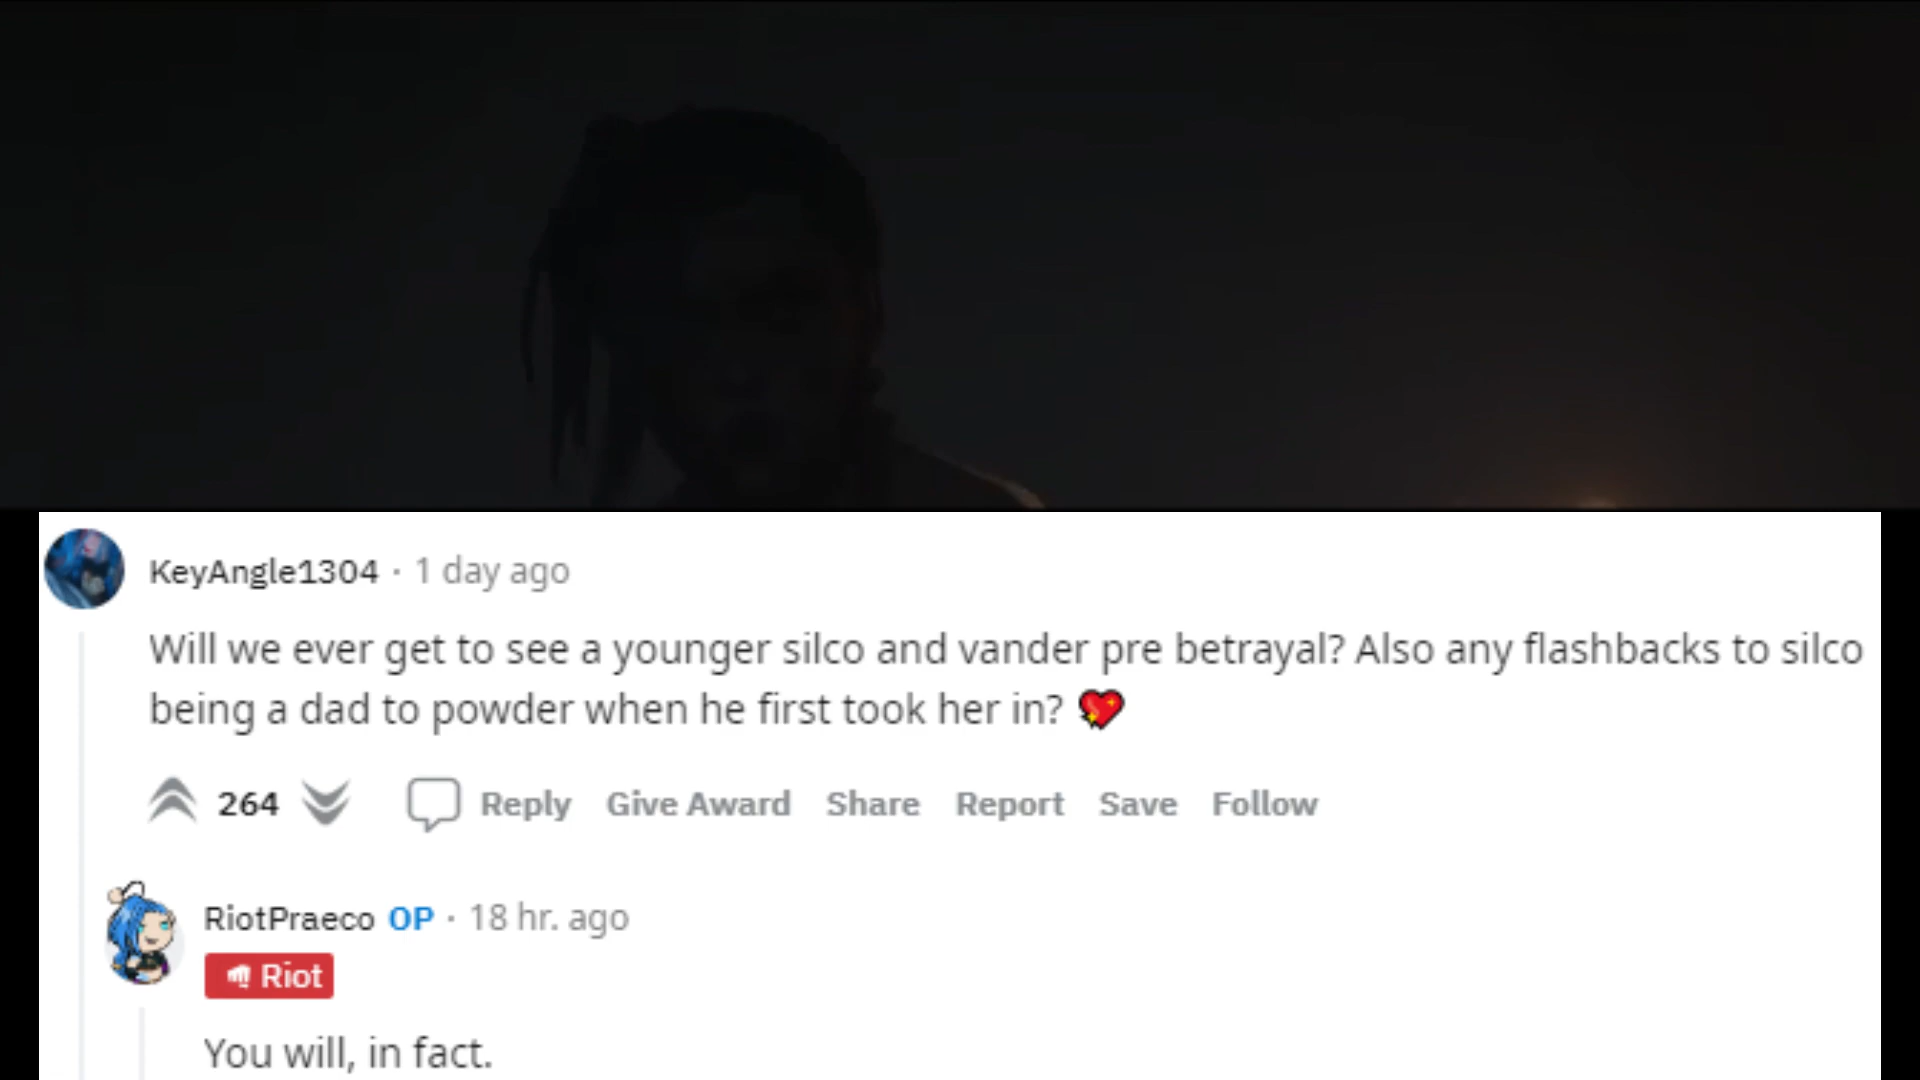 KeyAngle1304 · 1 day ago
Will we ever get to see a younger silco and vander pre betrayal? Also any flashbacks to silco
being a dad to powder when he first took her in? 💖
264 Reply Give Award Share Report Save Follow
RiotPraeco OP · 18 hr. ago
Riot
You will, in fact.